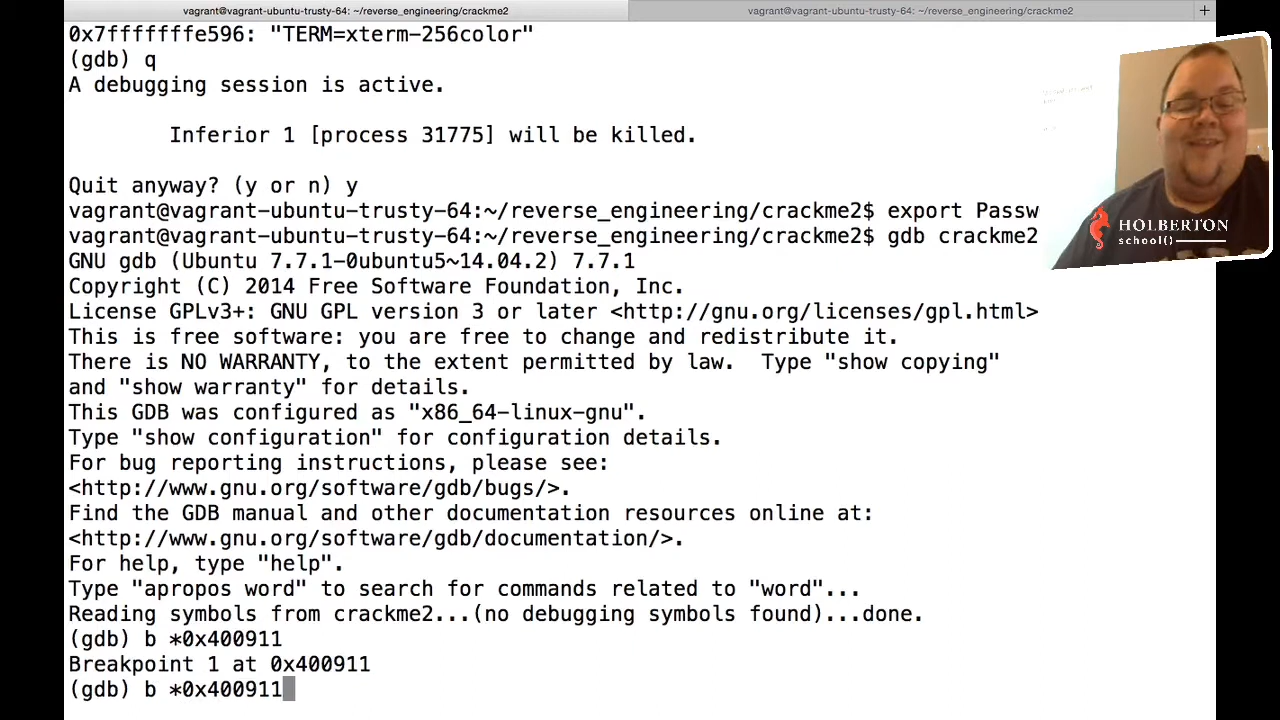 vagrant@vagrant-ubuntu-trusty-64: ~/reverse_engineering/crackme2
vagrant@vagrant-ubuntu-trusty-64: ~/reverse_engineering/crackme2
0x7fffffffe596: "TERM=xterm-256color"
(gdb) q
A debugging session is active.
Inferior 1 [process 31775] will be killed.
Quit anyway? (y or n) y
vagrant@vagrant-ubuntu-trusty-64:~/reverse_engineering/crackme2$ export Passw
vagrant@vagrant-ubuntu-trusty-64:~/reverse_engineering/crackme2$ gdb crackme2
GNU gdb (Ubuntu 7.7.1-0ubuntu5~14.04.2) 7.7.1
Copyright (C) 2014 Free Software Foundation, Inc.
License GPLv3+: GNU GPL version 3 or later <http://gnu.org/licenses/gpl.html>
This is free software: you are free to change and redistribute it.
There is NO WARRANTY, to the extent permitted by law.  Type "show copying"
and "show warranty" for details.
This GDB was configured as "x86_64-linux-gnu".
Type "show configuration" for configuration details.
For bug reporting instructions, please see:
<http://www.gnu.org/software/gdb/bugs/>.
Find the GDB manual and other documentation resources online at:
<http://www.gnu.org/software/gdb/documentation/>.
For help, type "help".
Type "apropos word" to search for commands related to "word"...
Reading symbols from crackme2...(no debugging symbols found)...done.
(gdb) b *0x400911
Breakpoint 1 at 0x400911
(gdb) b *0x400911
HOLBERTON
school()